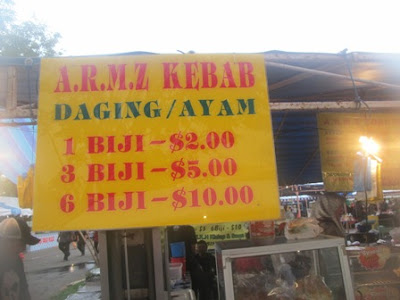 A.R.M.Z KEBAB
DAGING/AYAM
1 BIJI-$2.00
3 BIJI-$5.00
6 BIJI-$10.00